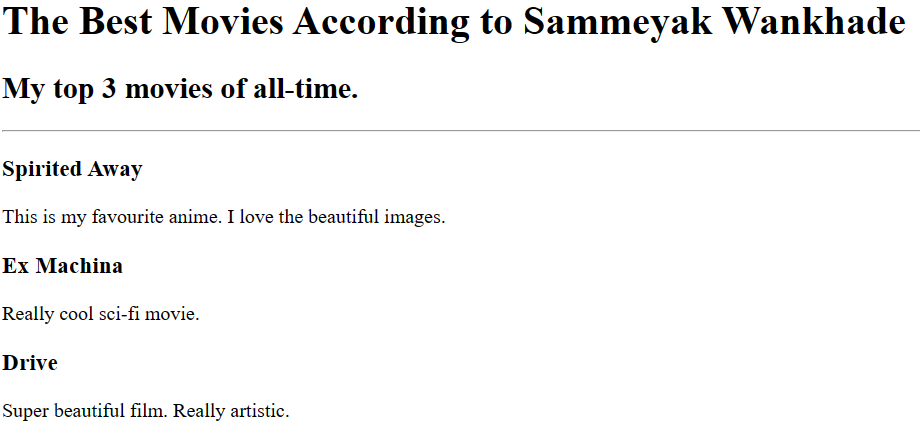 The Best Movies According to Sammeyak Wankhade
My top 3 movies of all-time.
Spirited Away
This is my favourite anime. I love the beautiful images.
Ex Machina
Really cool sci-fi movie.
Drive
Super beautiful film. Really artistic.